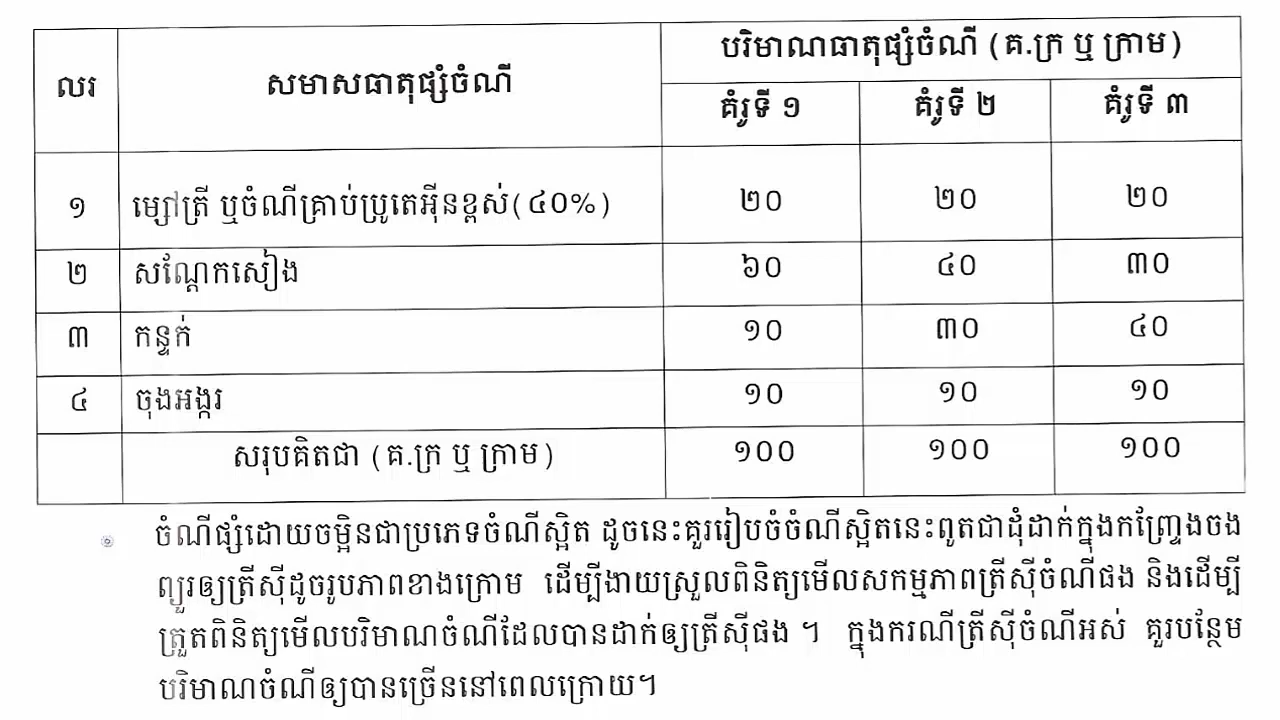 លរ សមាសធាតុផ្សំចំណី បរិមាណធាតុផ្សំចំណី (គ.ក្រ ឬ ក្រាម)
គំរូទី ១ គំរូទី ២ គំរូទី ៣
១ ម្សៅត្រី ឬចំណីគ្រាប់ប្រូតេអ៊ីនខ្ពស់(៤០%) ២០ ២០ ២០
២ សណ្តែកសៀង ៦០ ៤០ ៣០
៣ កន្ទក់ ១០ ៣០ ៤០
៤ ចុងអង្ករ ១០ ១០ ១០
សរុបគិតជា (គ.ក្រ ឬ ក្រាម) ១០០ ១០០ ១០០
ចំណីផ្សំដោយចម្អិនជាប្រភេទចំណីស្អិត ដូចនេះគួររៀបចំចំណីស្អិតនេះពូតជាដុំដាក់ក្នុងកញ្ច្រែងចង
ព្យួរឲ្យត្រីស៊ីដូចរូបភាពខាងក្រោម ដើម្បីងាយស្រួលពិនិត្យមើលសកម្មភាពត្រីស៊ីចំណីផង និងដើម្បី
ត្រួតពិនិត្យមើលបរិមាណចំណីដែលបានដាក់ឲ្យត្រីស៊ីផង ។ ក្នុងករណីត្រីស៊ីចំណីអស់ គួរបន្ថែម
បរិមាណចំណីឲ្យបានច្រើននៅពេលក្រោយ។